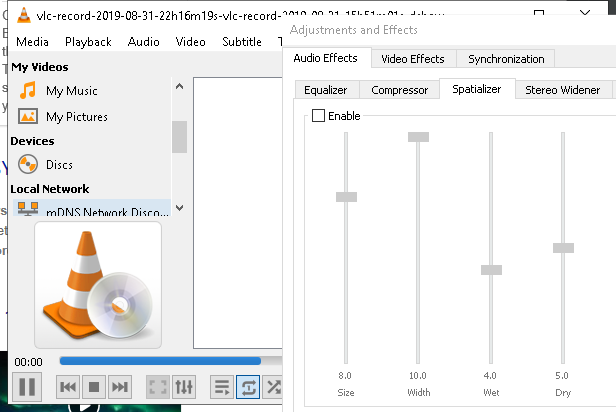 vlc-record-2019-08-31-22h16m19s-vlc-record-2019-08-31-15h51m01s-dshow
Media Playback Audio Video Subtitle
My Videos
My Music
My Pictures
Devices
Discs
Local Network
mDNS Network Disco...
00:00
Adjustments and Effects
Audio Effects Video Effects Synchronization
Equalizer Compressor Spatializer Stereo Widener
Enable
8.0 10.0 4.0 5.0
Size Width Wet Dry